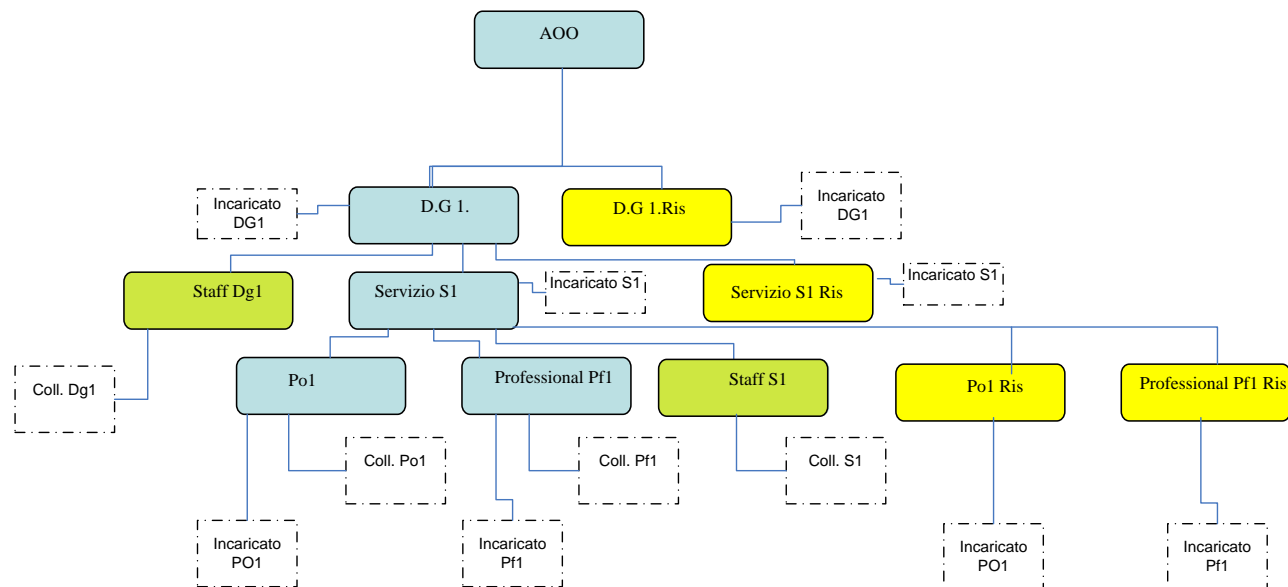 AOO
Incaricato
DG1
D.G 1.
D.G 1.Ris
Incaricato
DG1
Staff Dg1
Servizio S1
Incaricato S1
Servizio S1 Ris
Incaricato S1
Coll. Dg1
Po1
Professional Pf1
Staff S1
Po1 Ris
Professional Pf1 Ris
Coll. Po1
Coll. Pf1
Coll. S1
Incaricato
PO1
Incaricato
Pf1
Incaricato
PO1
Incaricato
Pf1